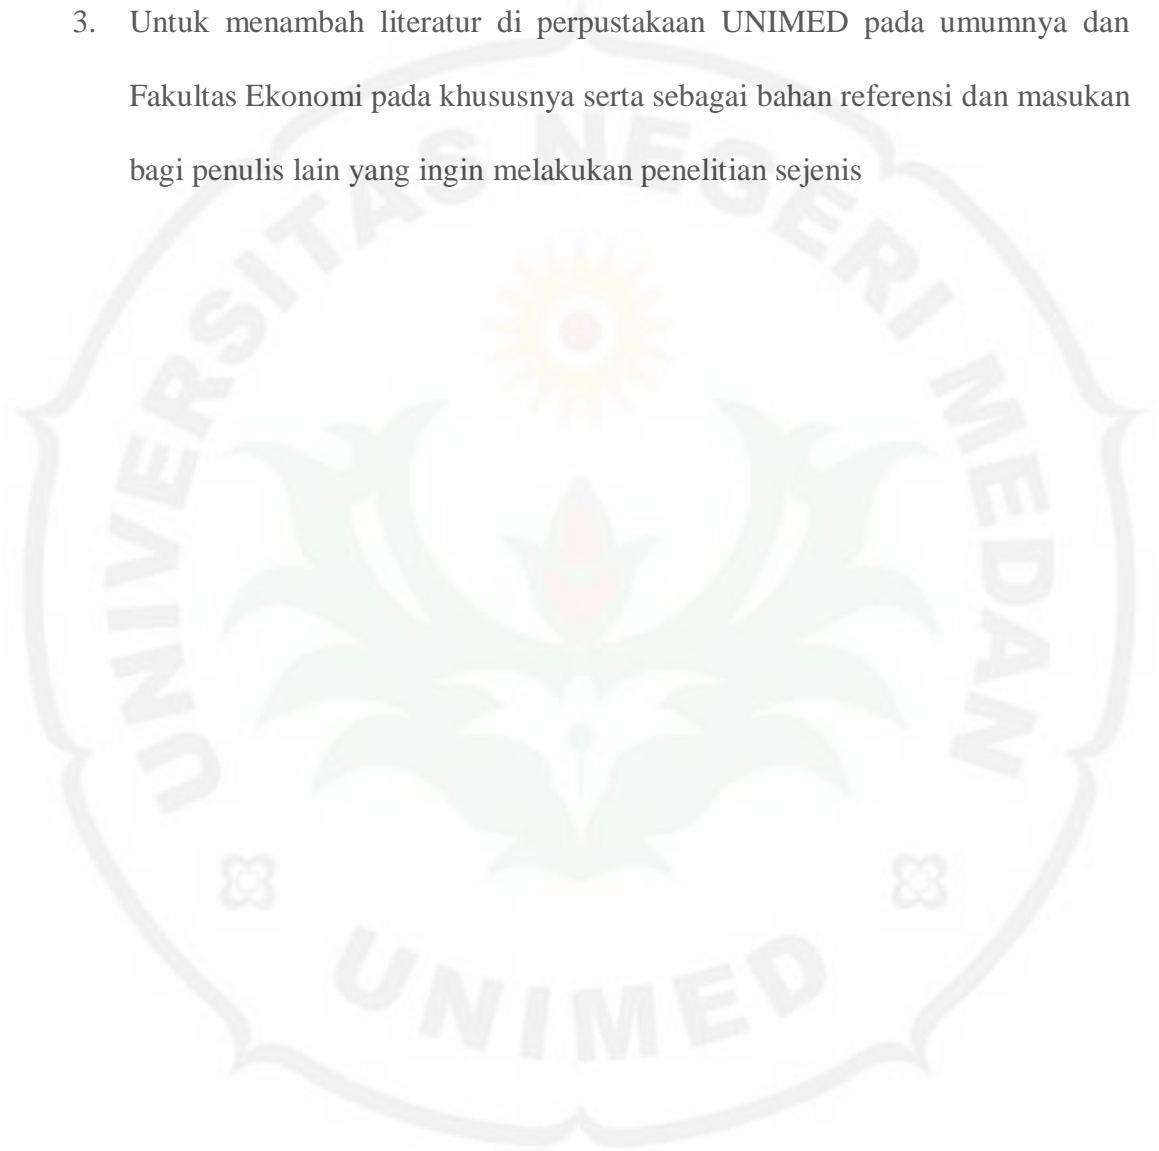 3. Untuk menambah literatur di perpustakaan UNIMED pada umumnya dan
Fakultas Ekonomi pada khususnya serta sebagai bahan referensi dan masukan
bagi penulis lain yang ingin melakukan penelitian sejenis
UNIVERSITAS NEGERI MEDAN
UNIMED